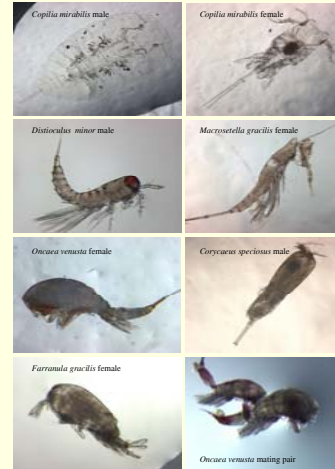 Copilia mirabilis male
Copilia mirabilis female
Distioculus minor male
Macrosetella gracilis female
Oncaea venusta female
Corycaeus speciosus male
Farranula gracilis female
Oncaea venusta mating pair